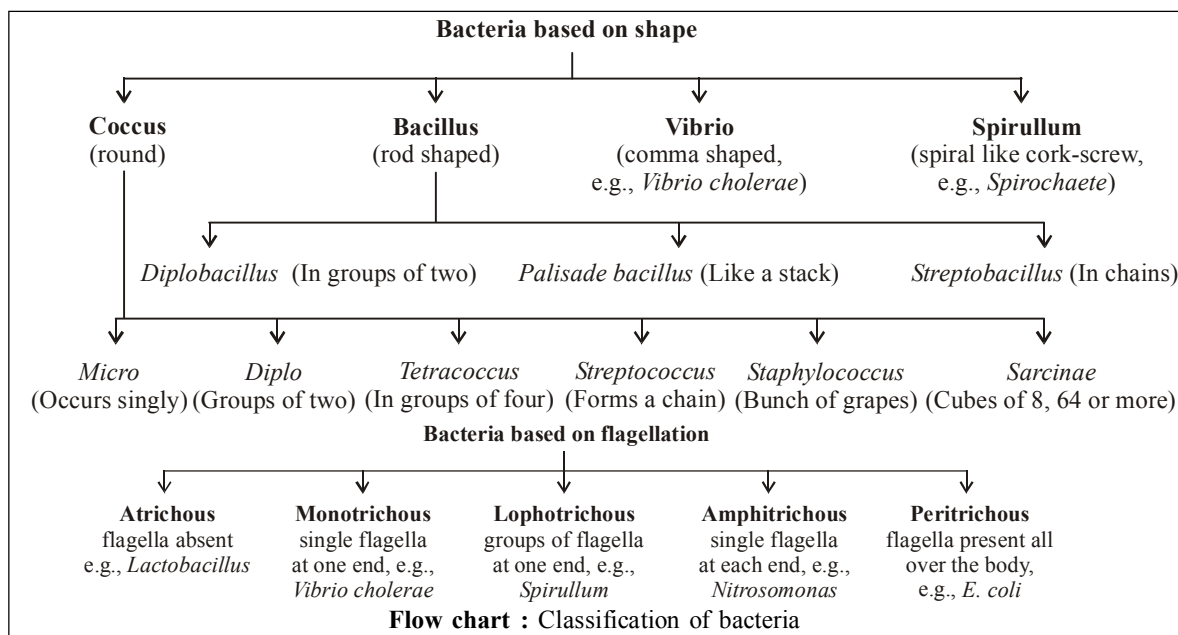 Bacteria based on shape
Coccus Bacillus Vibrio Spirullum
(round) (rod shaped) (comma shaped, (spiral like cork-screw,
e.g., Vibrio cholerae) e.g., Spirochaete)
Diplobacillus (In groups of two) Palisade bacillus (Like a stack) Streptobacillus (In chains)
Micro Diplo Tetracoccus Streptococcus Staphylococcus Sarcinae
(Occurs singly) (Groups of two) (In groups of four) (Forms a chain) (Bunch of grapes) (Cubes of 8, 64 or more)
Bacteria based on flagellation
Atrichous Monotrichous Lophotrichous Amphitrichous Peritrichous
flagella absent single flagella groups of flagella single flagella flagella present all
e.g., Lactobacillus at one end, e.g., at one end, e.g., at each end, e.g., over the body,
Vibrio cholerae Spirullum Nitrosomonas e.g., E. coli
Flow chart : Classification of bacteria